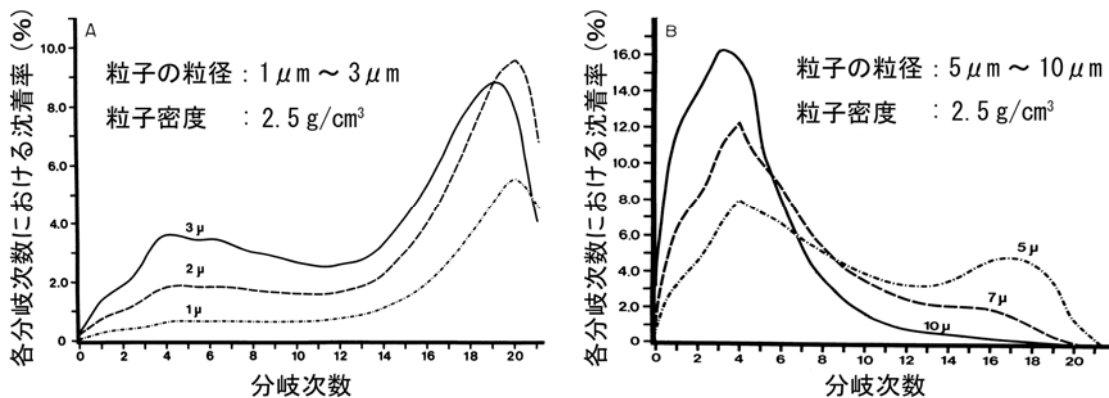 A
各分岐次数における沈着率 (%)
粒子の粒径：1μm～3μm
粒子密度　：2.5 g/cm³
10.0
8.0
6.0
4.0
2.0
0
3μ
2μ
1μ
0 2 4 6 8 10 12 14 16 18 20
分岐次数
B
各分岐次数における沈着率 (%)
粒子の粒径：5μm～10μm
粒子密度　：2.5 g/cm³
16.0
14.0
12.0
10.0
8.0
6.0
4.0
2.0
0
5μ
7μ
10μ
0 2 4 6 8 10 12 14 16 18 20
分岐次数